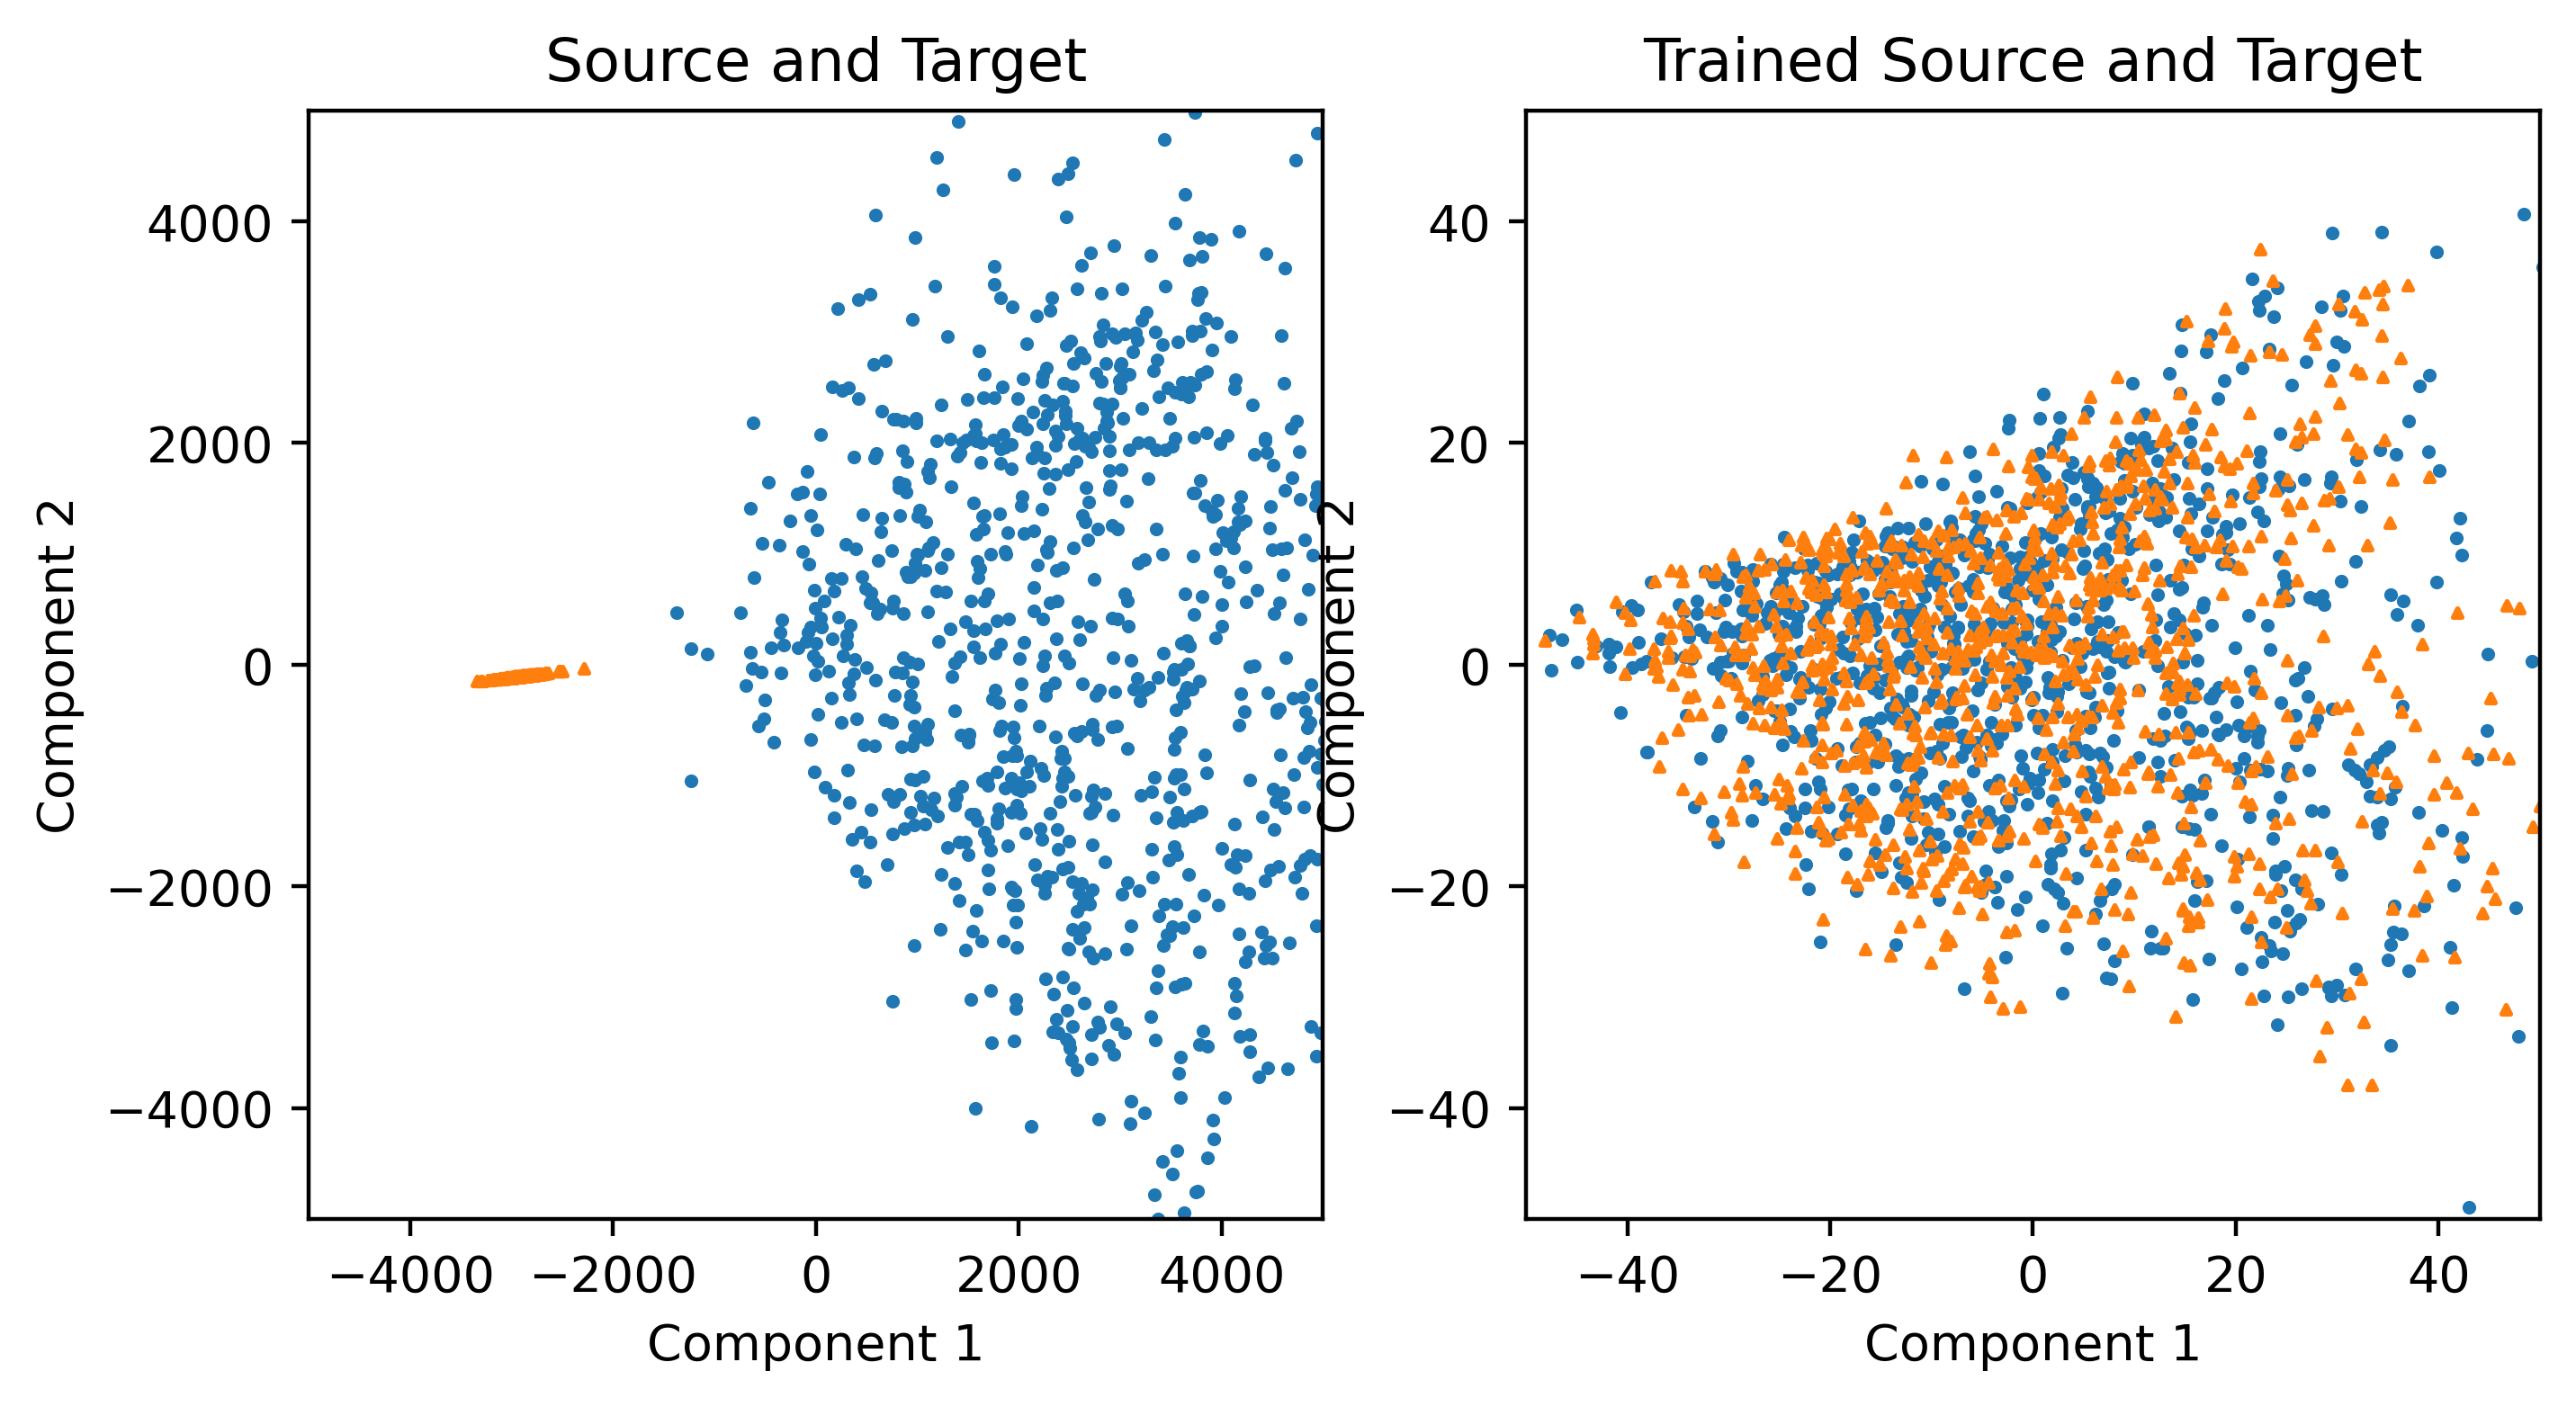 Source and Target
Trained Source and Target
Component 2
4000
2000
0
−2000
−4000
−4000 −2000 0 2000 4000
Component 1
Component 2
40
20
0
−20
−40
−40 −20 0 20 40
Component 1